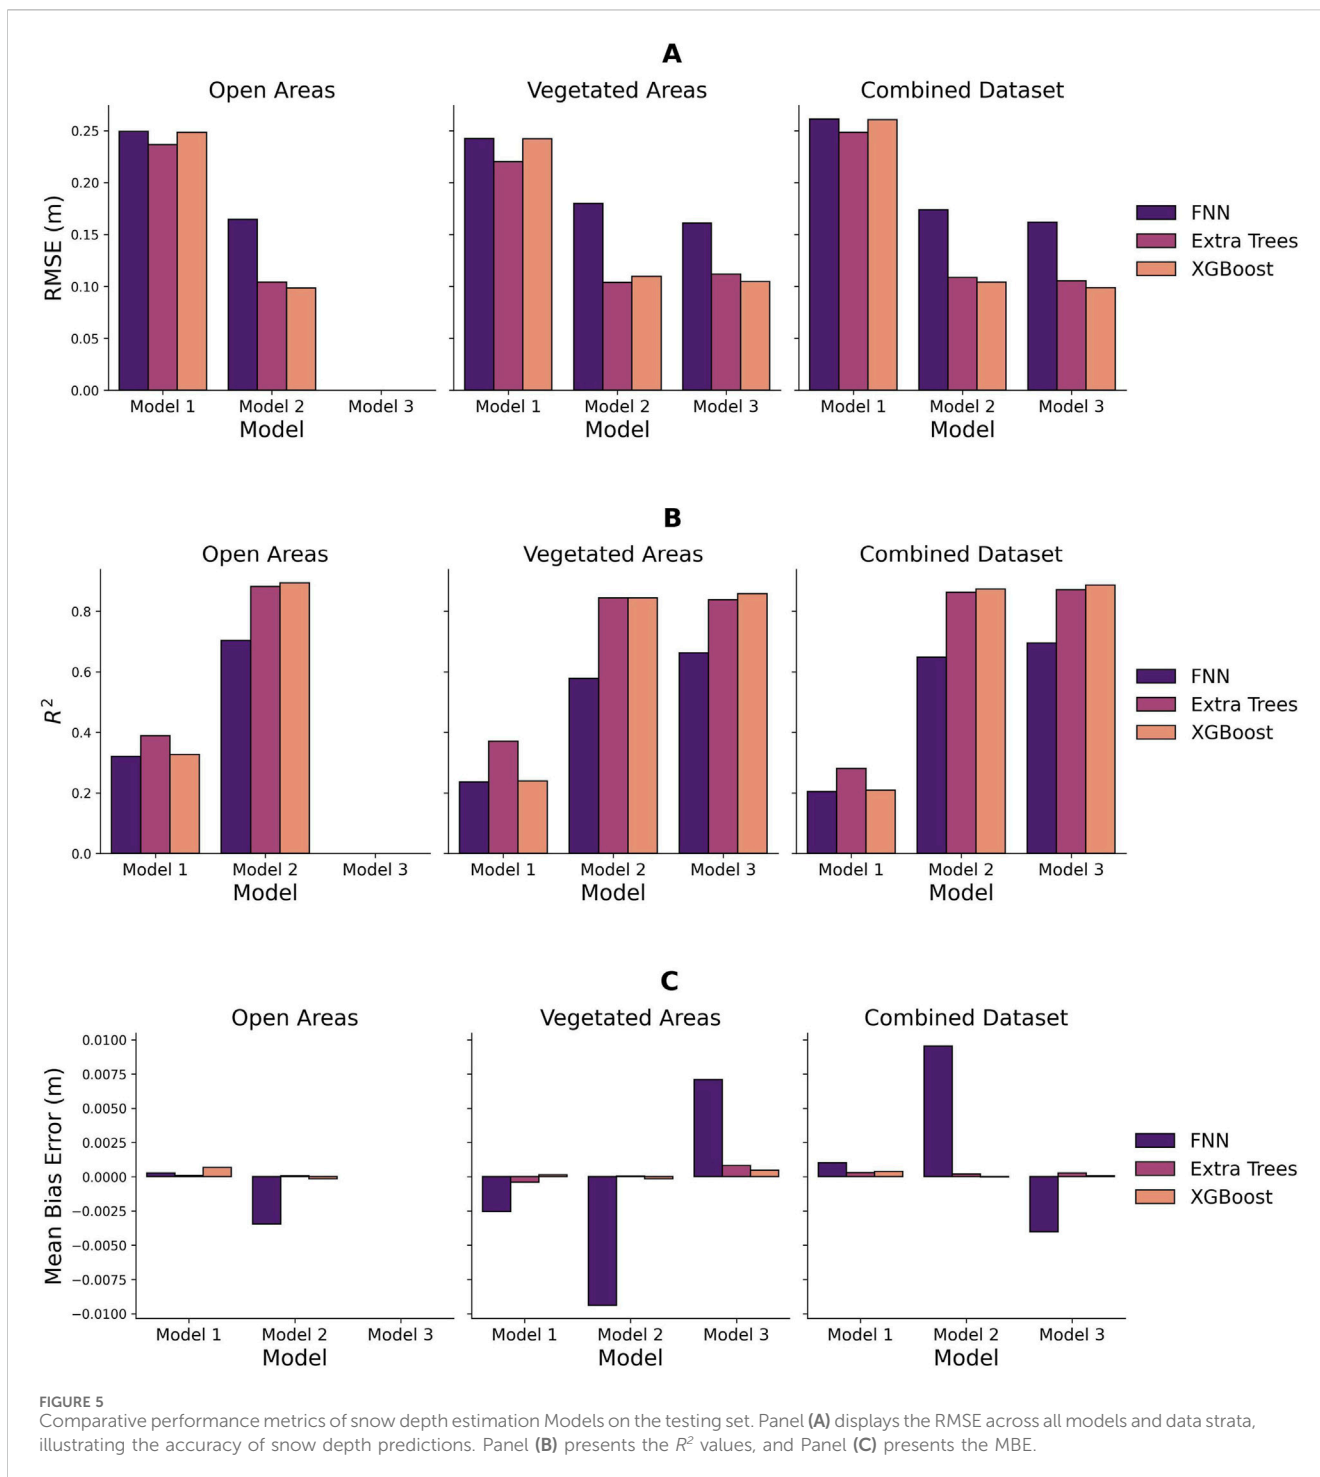 A
Open Areas Vegetated Areas Combined Dataset
RMSE (m)
0.25
0.20
0.15
0.10
0.05
0.00
FNN
Extra Trees
XGBoost
Model 1 Model 2 Model 3 Model 1 Model 2 Model 3 Model 1 Model 2 Model 3
Model Model Model
B
Open Areas Vegetated Areas Combined Dataset
R²
0.8
0.6
0.4
0.2
0.0
FNN
Extra Trees
XGBoost
Model 1 Model 2 Model 3 Model 1 Model 2 Model 3 Model 1 Model 2 Model 3
Model Model Model
C
Open Areas Vegetated Areas Combined Dataset
Mean Bias Error (m)
0.0100
0.0075
0.0050
0.0025
0.0000
−0.0025
−0.0050
−0.0075
−0.0100
FNN
Extra Trees
XGBoost
Model 1 Model 2 Model 3 Model 1 Model 2 Model 3 Model 1 Model 2 Model 3
Model Model Model
FIGURE 5
Comparative performance metrics of snow depth estimation Models on the testing set. Panel (A) displays the RMSE across all models and data strata,
illustrating the accuracy of snow depth predictions. Panel (B) presents the R² values, and Panel (C) presents the MBE.